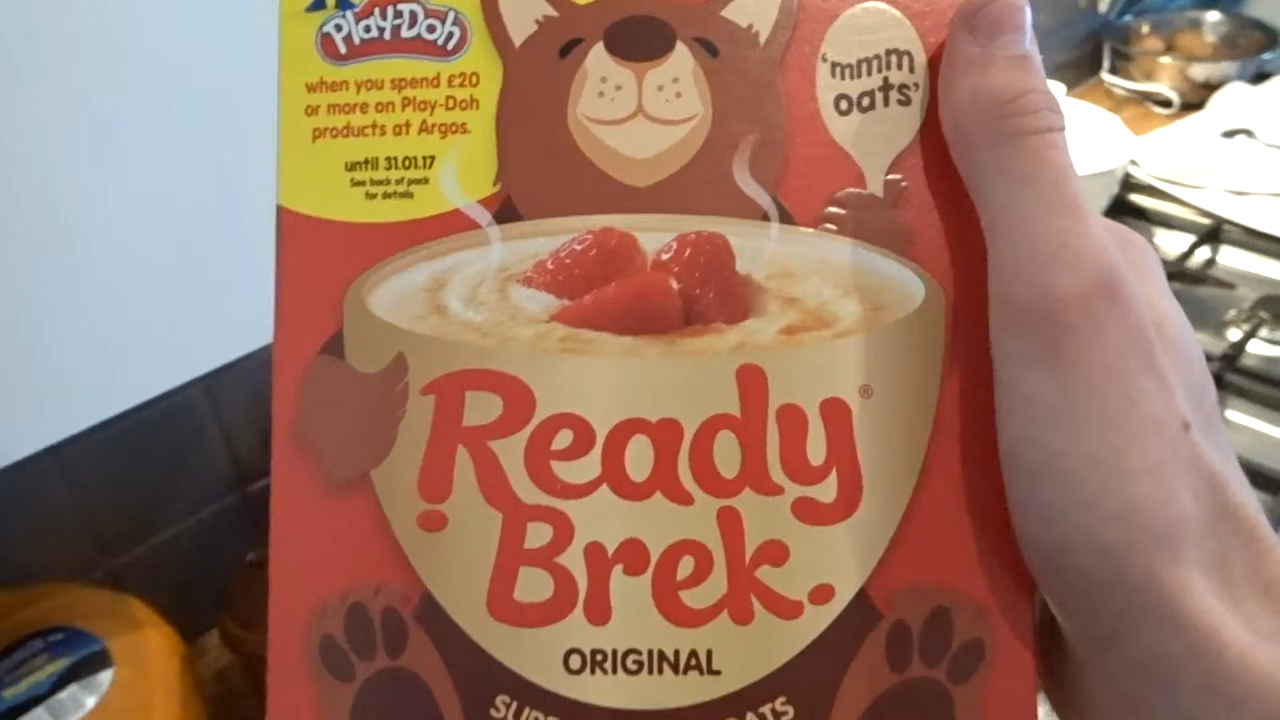 PLAY-DOH
when you spend £20
or more on Play-Doh
products at Argos.
until 31.01.17
See back of pack
for details
'mmm
oats'
Ready
Brek.
®
ORIGINAL